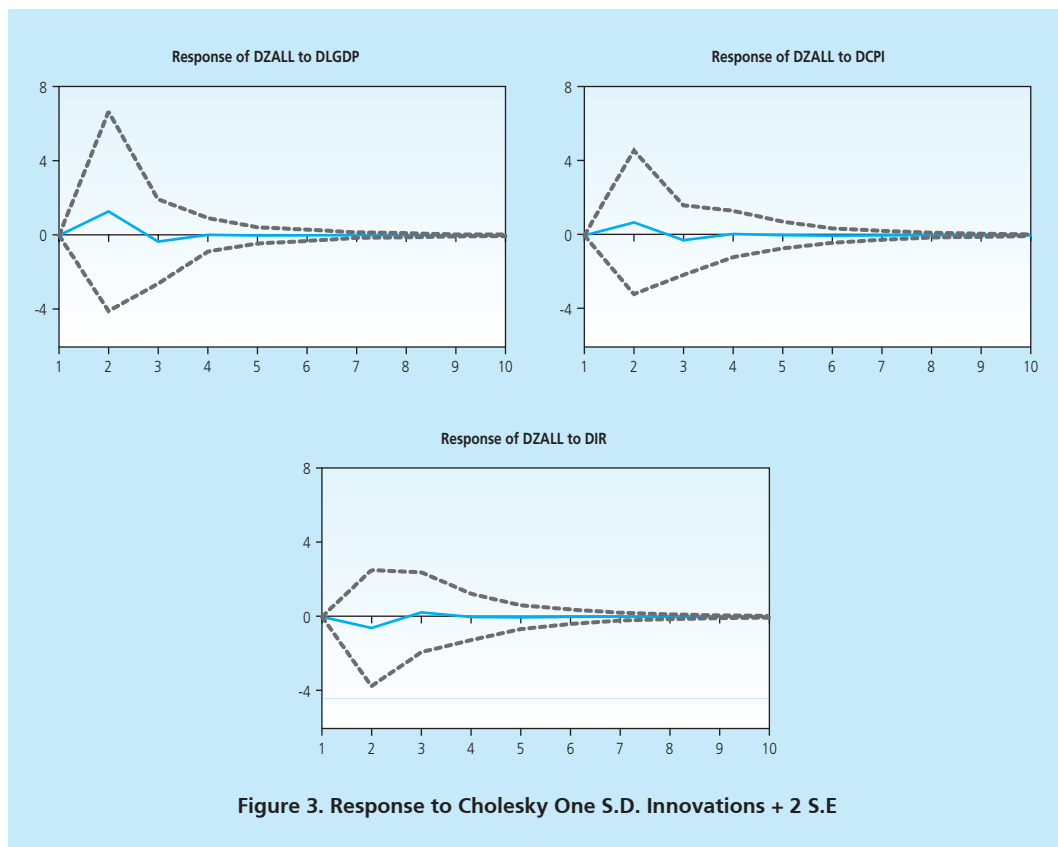 Response of DZALL to DLGDP
8
4
0
-4
1 2 3 4 5 6 7 8 9 10
Response of DZALL to DCPI
8
4
0
-4
1 2 3 4 5 6 7 8 9 10
Response of DZALL to DIR
8
4
0
-4
1 2 3 4 5 6 7 8 9 10
Figure 3. Response to Cholesky One S.D. Innovations + 2 S.E